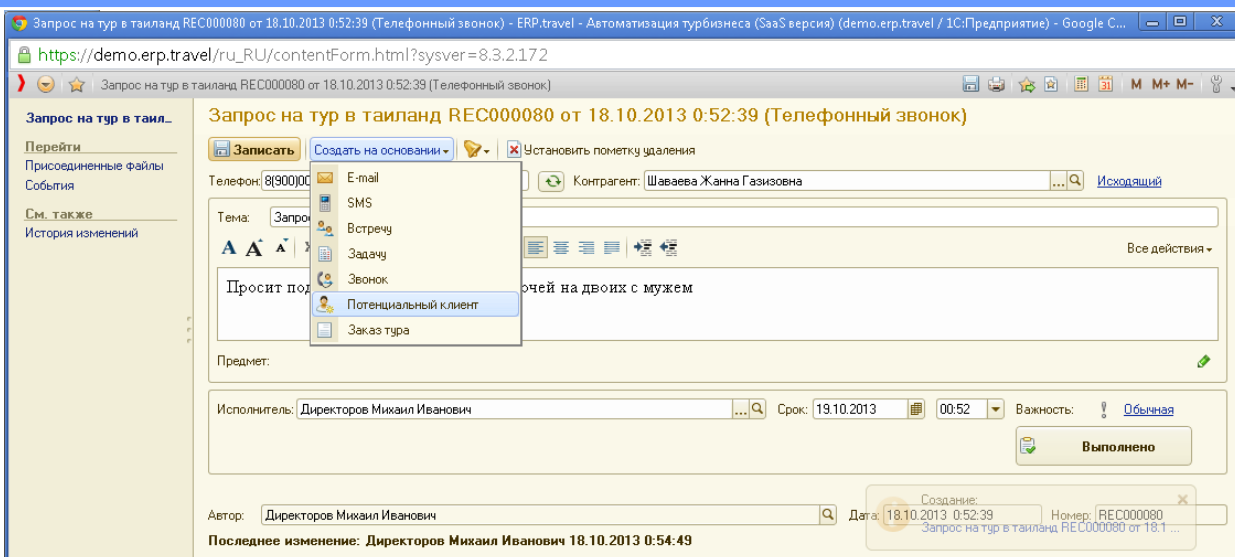 Запрос на тур в таиланд REC000080 от 18.10.2013 0:52:39 (Телефонный звонок) - ERP.travel - Автоматизация турбизнеса (SaaS версия) (demo.erp.travel / 1С:Предприятие) - Google C...
https://demo.erp.travel/ru_RU/contentForm.html?sysver=8.3.2.172
Запрос на тур в таиланд REC000080 от 18.10.2013 0:52:39 (Телефонный звонок) M M+ M-
Запрос на тур в таил...
Перейти
Присоединенные файлы
События
См. также
История изменений
Запрос на тур в таиланд REC000080 от 18.10.2013 0:52:39 (Телефонный звонок)
Записать Создать на основании Установить пометку удаления
Телефон: 8(900)00 Контрагент: Шаваева Жанна Газизовна ... Исходящий
E-mail
SMS
Встречу
Задачу
Звонок
Потенциальный клиент
Заказ тура
Тема: Запро
Все действия
Просит под очей на двоих с мужем
Предмет:
Исполнитель: Директоров Михаил Иванович ... Срок: 19.10.2013 00:52 Важность: Обычная
Выполнено
Автор: Директоров Михаил Иванович Дата: 18.10.2013 0:52:39 Номер: REC000080
Создание:
Запрос на тур в таиланд REC000080 от 18.1 ...
Последнее изменение: Директоров Михаил Иванович 18.10.2013 0:54:49